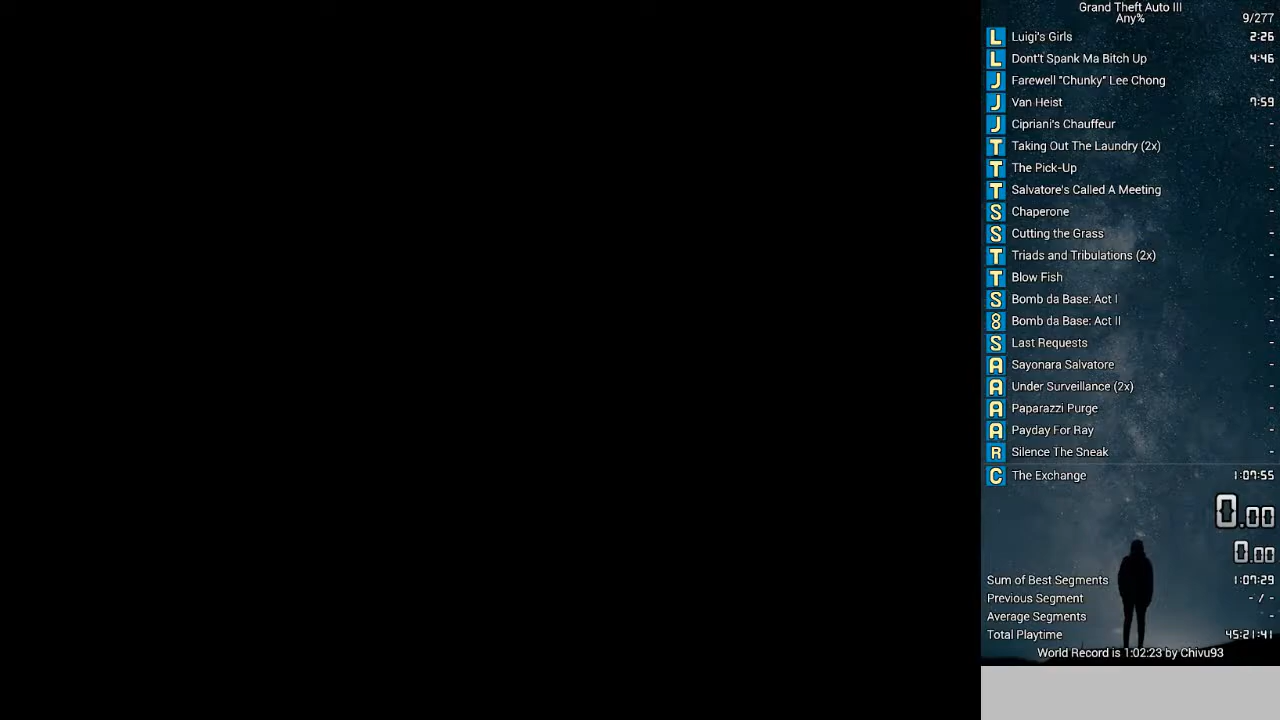 Grand Theft Auto III
Any% 9/277
L Luigi's Girls 2:26
L Dont't Spank Ma Bitch Up 4:46
J Farewell "Chunky" Lee Chong -
J Van Heist 7:59
J Cipriani's Chauffeur -
T Taking Out The Laundry (2x) -
T The Pick-Up -
T Salvatore's Called A Meeting -
S Chaperone -
S Cutting the Grass -
T Triads and Tribulations (2x) -
T Blow Fish -
S Bomb da Base: Act I -
8 Bomb da Base: Act II -
S Last Requests -
A Sayonara Salvatore -
A Under Surveillance (2x) -
A Paparazzi Purge -
A Payday For Ray -
R Silence The Sneak -
C The Exchange 1:07:55
0.00
0.00
Sum of Best Segments 1:07:29
Previous Segment - / -
Average Segments -
Total Playtime 45:21:41
World Record is 1:02:23 by Chivu93